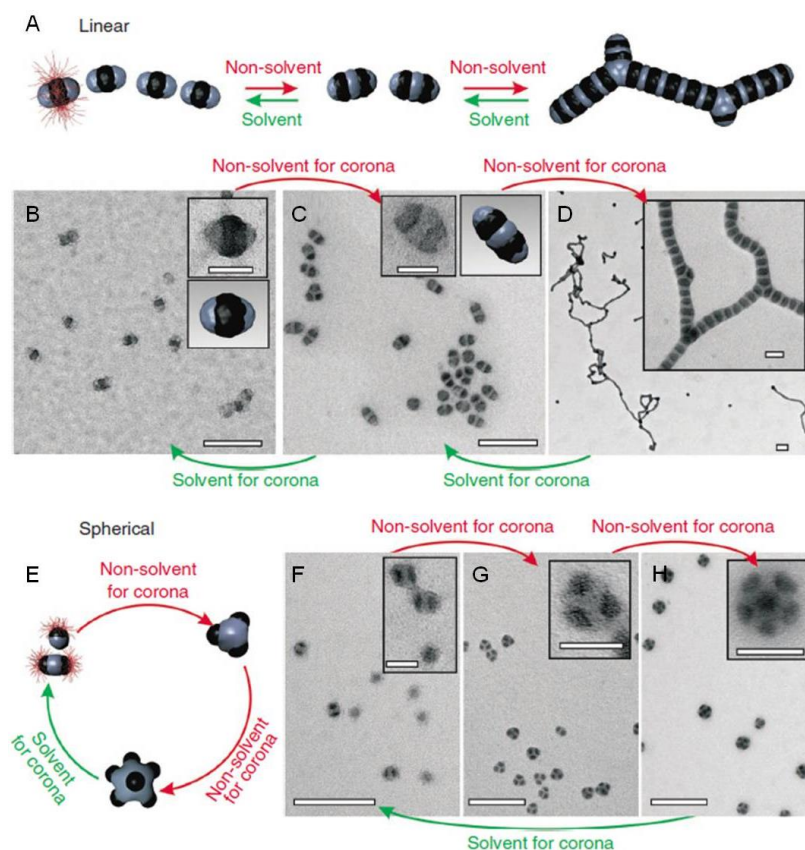 A
Linear
Non-solvent
Solvent
Non-solvent
Solvent
Non-solvent for corona
Non-solvent for corona
B
C
D
Solvent for corona
Solvent for corona
Spherical
Non-solvent for corona
Non-solvent for corona
E
Non-solvent
for corona
Solvent
for corona
Non-solvent
for corona
F
G
H
Solvent for corona